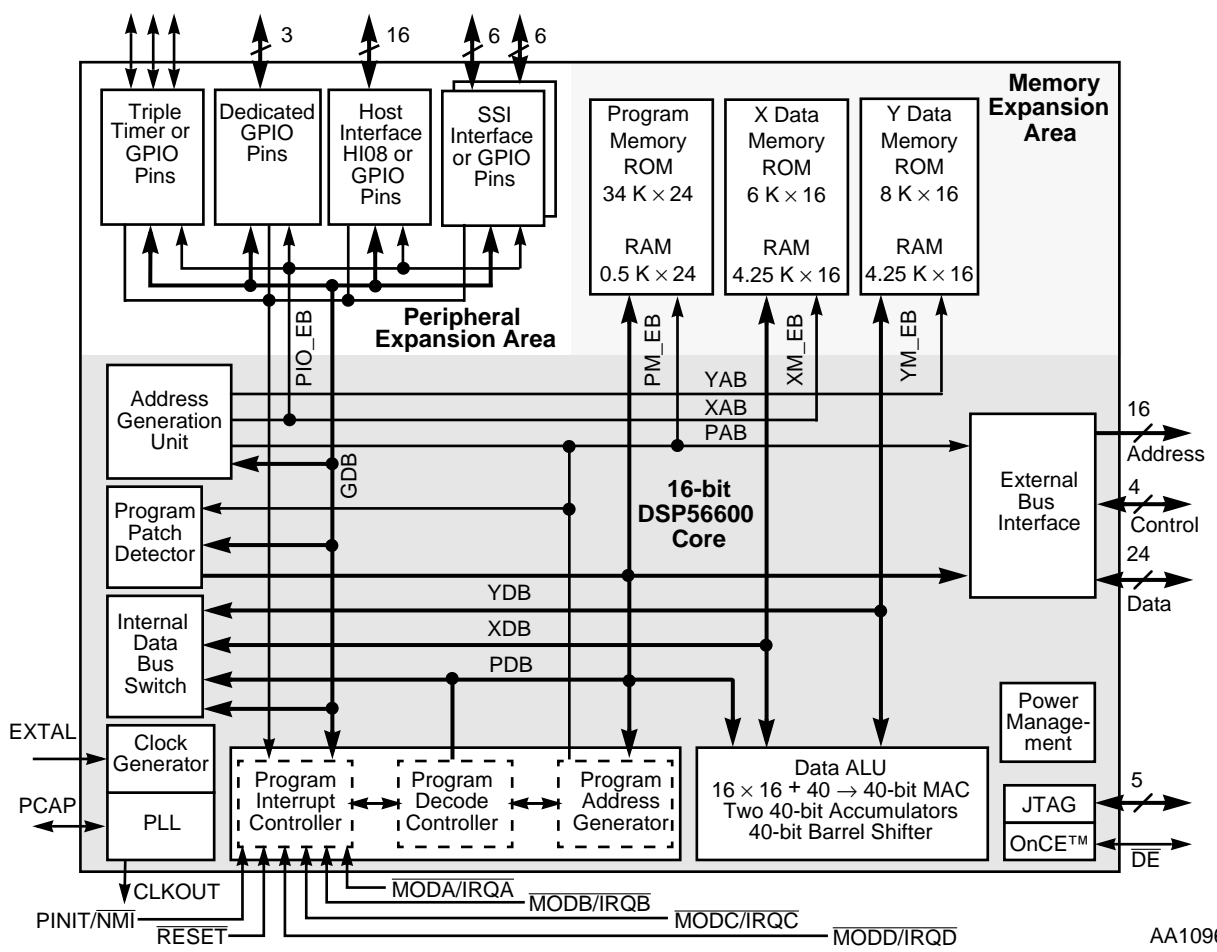 3
16
6
6
Triple
Timer or
GPIO
Pins
Dedicated
GPIO
Pins
Host
Interface
HI08 or
GPIO
Pins
SSI
Interface
or GPIO
Pins
Program
Memory
ROM
34 K × 24
RAM
0.5 K × 24
X Data
Memory
ROM
6 K × 16
RAM
4.25 K × 16
Y Data
Memory
ROM
8 K × 16
RAM
4.25 K × 16
Memory
Expansion
Area
Peripheral
Expansion Area
PIO_EB
PM_EB
XM_EB
YM_EB
Address
Generation
Unit
YAB
XAB
PAB
GDB
Program
Patch
Detector
16-bit
DSP56600
Core
External
Bus
Interface
16
Address
4
Control
24
Data
Internal
Data
Bus
Switch
YDB
XDB
PDB
EXTAL
Clock
Generator
PCAP
PLL
Program
Interrupt
Controller
Program
Decode
Controller
Program
Address
Generator
Data ALU
16 × 16 + 40 → 40-bit MAC
Two 40-bit Accumulators
40-bit Barrel Shifter
Power
Manage-
ment
JTAG
5
OnCE™
DE
CLKOUT
MODA/IRQA
PINIT/NMI
MODB/IRQB
MODC/IRQC
RESET
MODD/IRQD
AA1096